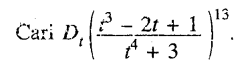 Cari $D_t \left( \frac{t^3 - 2t + 1}{t^4 + 3} \right)^{13}.$